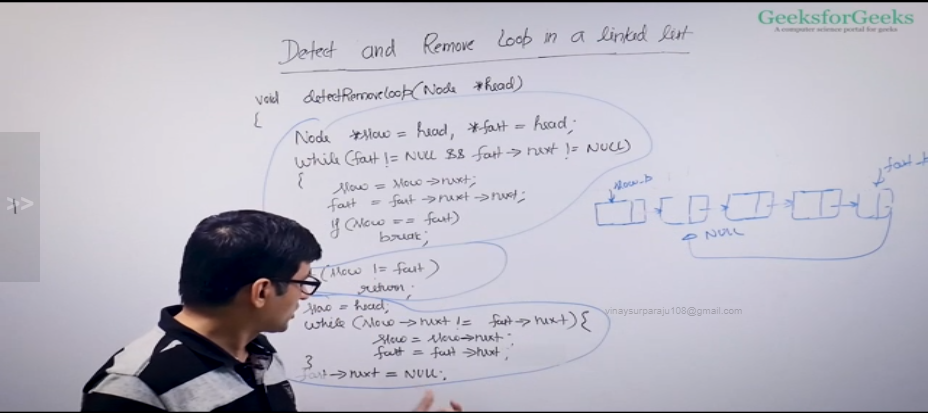 GeeksforGeeks
A computer science portal for geeks
Detect and Remove Loop in a linked list
void detectRemoveLoop(Node *head)
{
Node *slow = head, *fast = head;
while (fast != NULL && fast → next != NULL)
{
slow = slow → next;
fast = fast → next → next;
if (slow == fast)
break;
(slow != fast)
return;
slow = head;
while (slow → next != fast → next) {
slow = slow → next;
fast = fast → next;
}
fast → next = NULL;
slow_p
fast_p
NULL
vinaysurparaju108@gmail.com